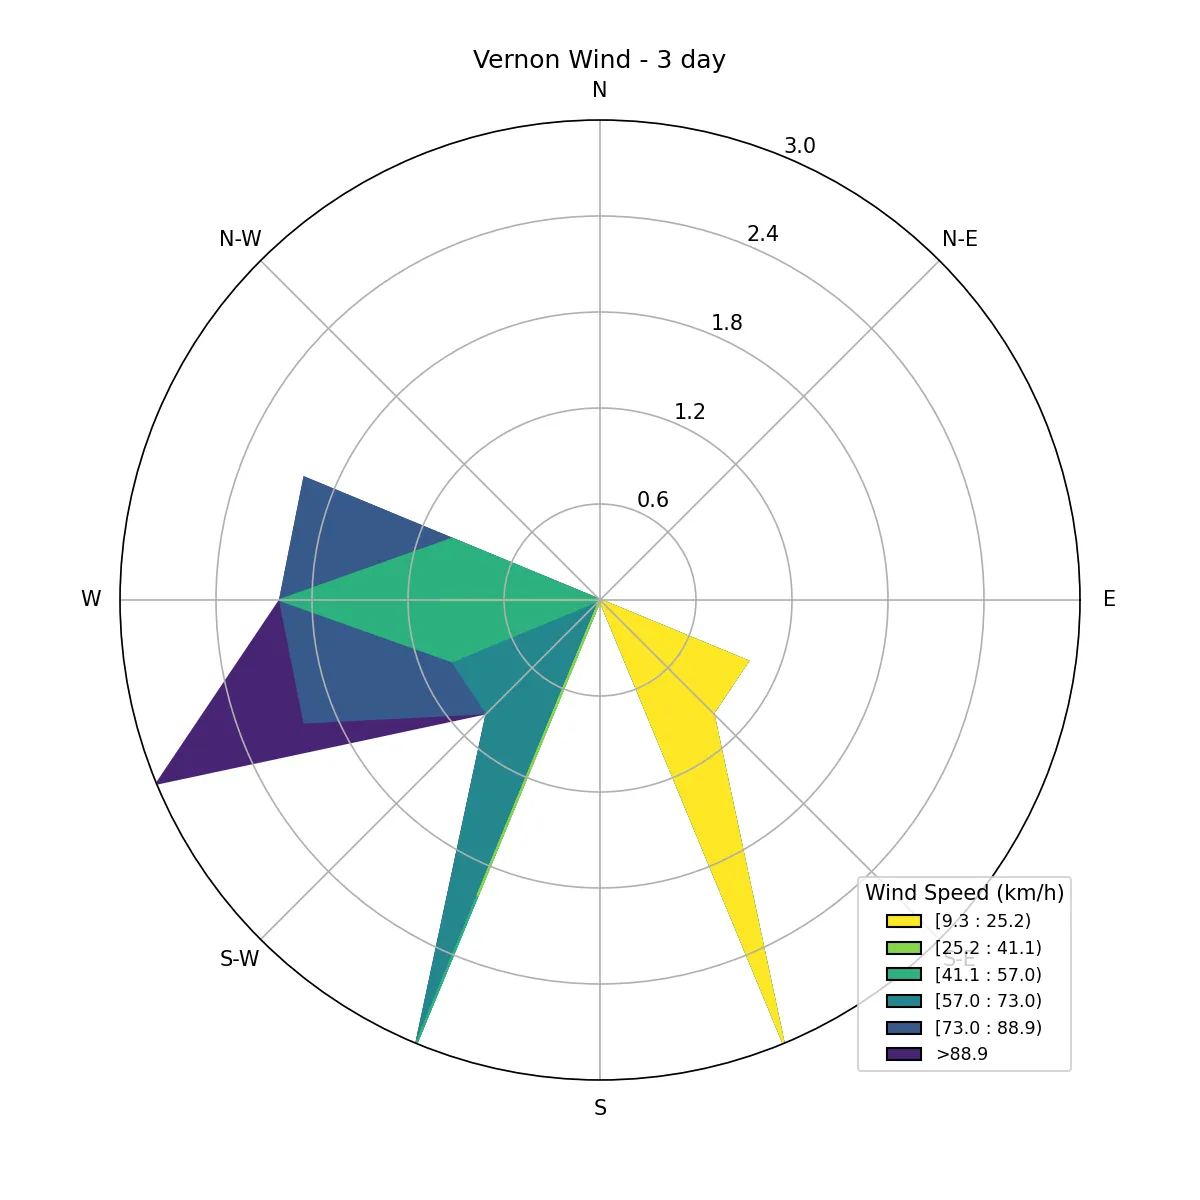 Vernon Wind - 3 day
N
3.0
N-W
2.4
N-E
1.8
1.2
0.6
W
E
Wind Speed (km/h)
[9.3 : 25.2)
[25.2 : 41.1)
[41.1 : 57.0)
[57.0 : 73.0)
[73.0 : 88.9)
>88.9
S-W
S-E
S